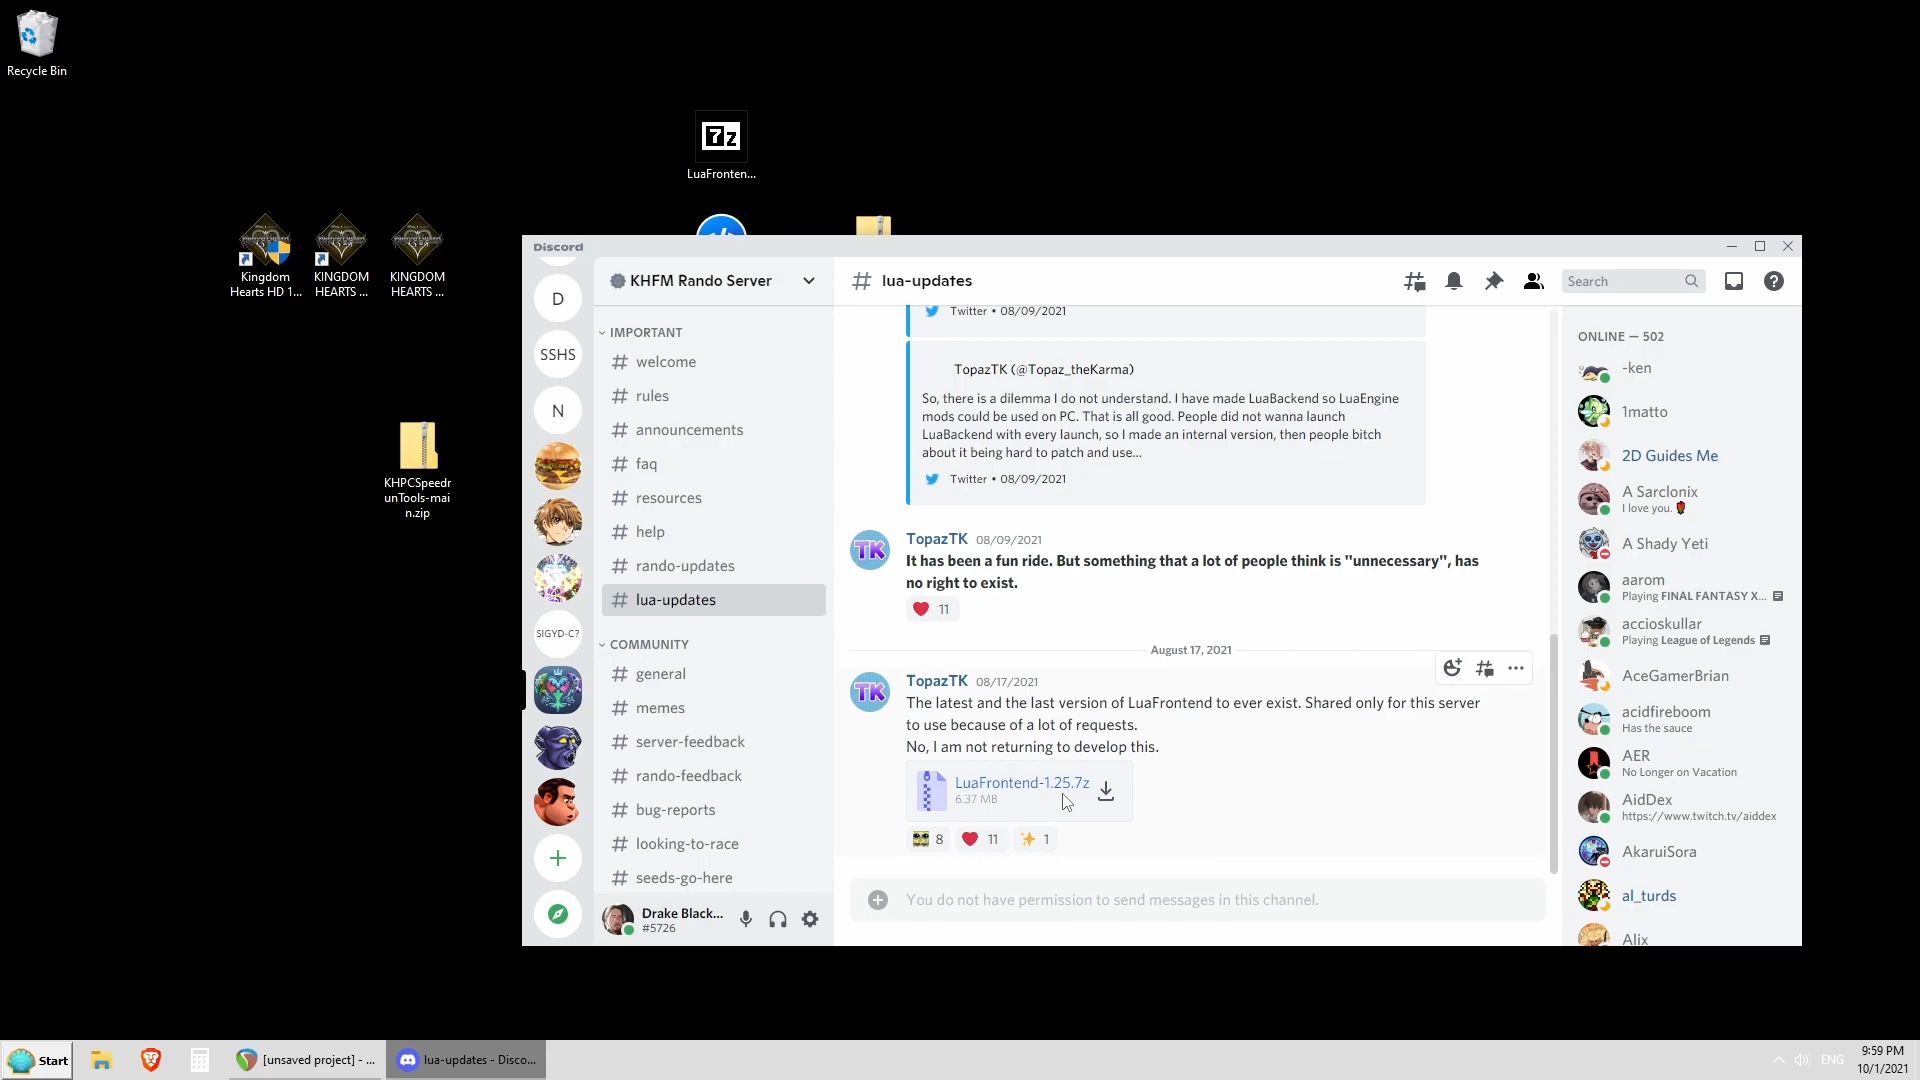 Recycle Bin
7z
LuaFronten...
Kingdom
Hearts HD 1...
KINGDOM
HEARTS ...
KINGDOM
HEARTS ...
KHPCSpeedr
unTools-mai
n.zip
Discord
D
SSHS
N
SIGYD-C?
KHFM Rando Server
IMPORTANT
welcome
rules
announcements
faq
resources
help
rando-updates
lua-updates
COMMUNITY
general
memes
server-feedback
rando-feedback
bug-reports
looking-to-race
seeds-go-here
Drake Black...
#5726
# lua-updates
Search
Twitter • 08/09/2021
TopazTK (@Topaz_theKarma)
So, there is a dilemma I do not understand. I have made LuaBackend so LuaEngine
mods could be used on PC. That is all good. People did not wanna launch
LuaBackend with every launch, so I made an internal version, then people bitch
about it being hard to patch and use...
Twitter • 08/09/2021
TK
TopazTK 08/09/2021
It has been a fun ride. But something that a lot of people think is "unnecessary", has
no right to exist.
11
August 17, 2021
TK
TopazTK 08/17/2021
The latest and the last version of LuaFrontend to ever exist. Shared only for this server
to use because of a lot of requests.
No, I am not returning to develop this.
LuaFrontend-1.25.7z
6.37 MB
8 11 1
You do not have permission to send messages in this channel.
ONLINE — 502
-ken
1matto
2D Guides Me
A Sarclonix
I love you.
A Shady Yeti
aarom
Playing FINAL FANTASY X...
accioskullar
Playing League of Legends
AceGamerBrian
acidfireboom
Has the sauce
AER
No Longer on Vacation
AidDex
https://www.twitch.tv/aiddex
AkaruiSora
al_turds
Alix
Start
[unsaved project] - ...
lua-updates - Disco...
ENG
9:59 PM
10/1/2021